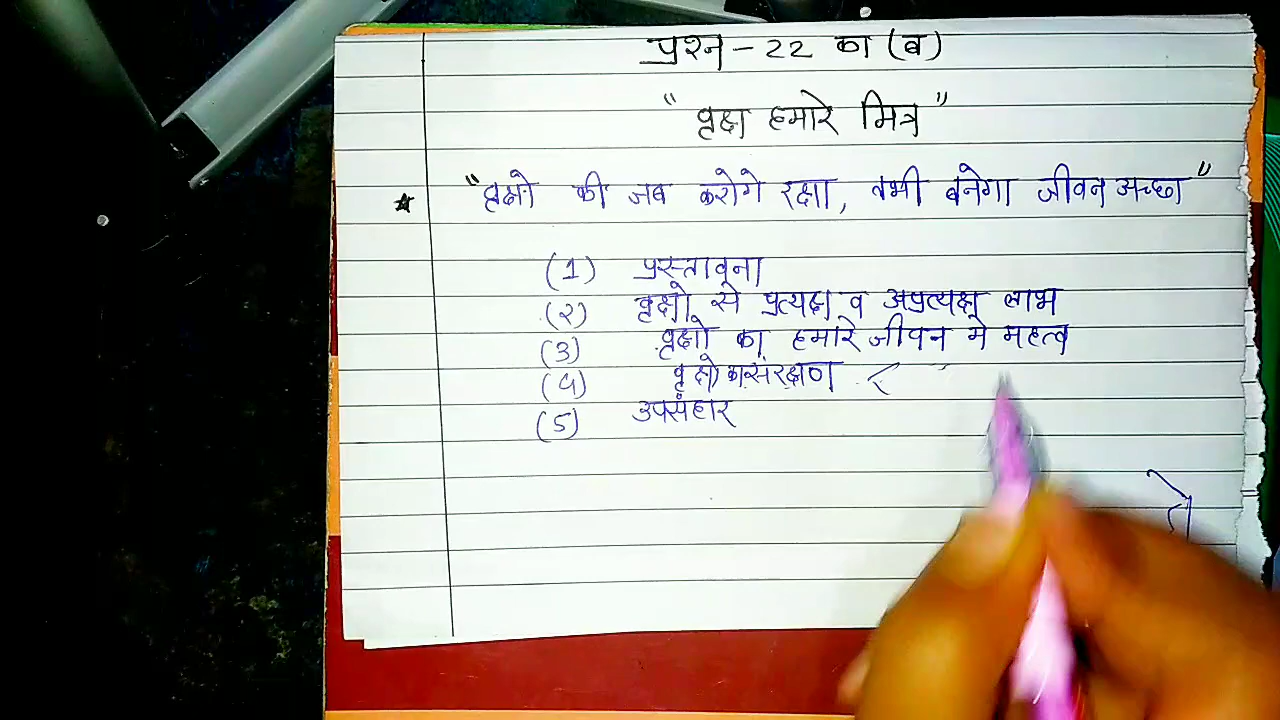 प्रश्न - 22 का (ब)
"वृक्ष हमारे मित्र"
* "वृक्षो की जब करोगे रक्षा, तभी बनेगा जीवन अच्छा"
(1) प्रस्तावना
(२) वृक्षो से प्रत्यक्ष व अप्रत्यक्ष लाभ
(3) वृक्षो का हमारे जीवन मे महत्व
(4) वृक्षो का संरक्षण (
(5) उपसंहार